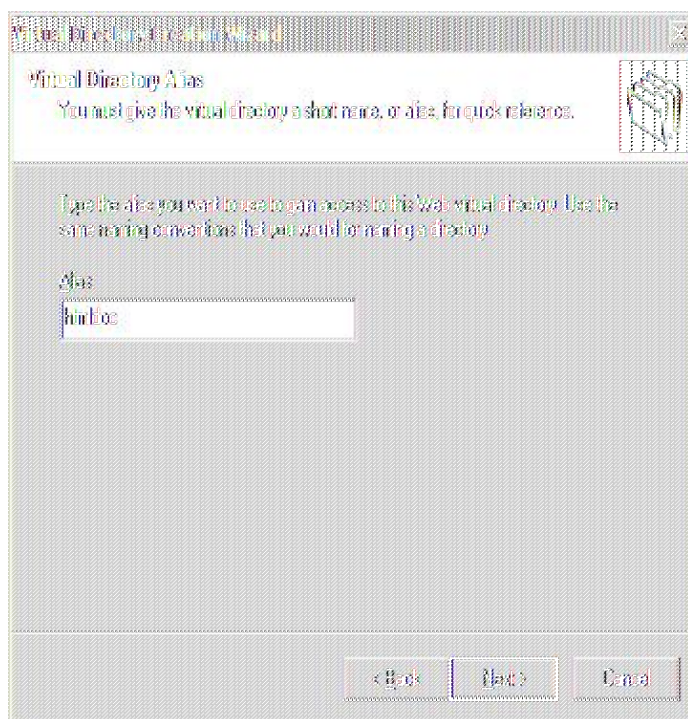 Virtual Directory Creation Wizard
Virtual Directory Alias
You must give the virtual directory a short name, or alias, for quick reference.
Type the alias you want to use to gain access to this Web virtual directory. Use the
same naming conventions that you would for naming a directory.
Alias:
< Back
Next >
Cancel